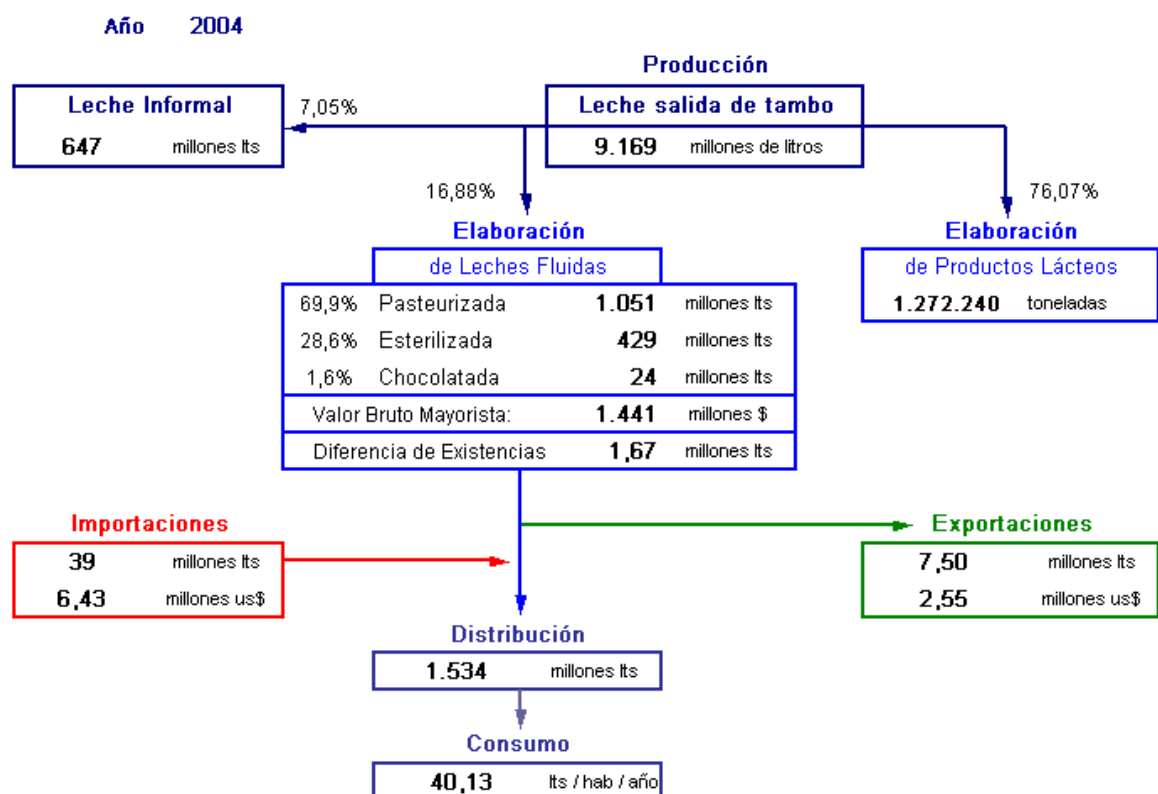 Año 2004
Producción
Leche Informal
7,05%
Leche salida de tambo
647 millones lts
9.169 millones de litros
16,88%
76,07%
Elaboración
Elaboración
de Leches Fluidas
de Productos Lácteos
69,9% Pasteurizada 1.051 millones lts
1.272.240 toneladas
28,6% Esterilizada 429 millones lts
1,6% Chocolatada 24 millones lts
Valor Bruto Mayorista: 1.441 millones $
Diferencia de Existencias 1,67 millones lts
Importaciones
Exportaciones
39 millones lts
7,50 millones lts
6,43 millones us$
2,55 millones us$
Distribución
1.534 millones lts
Consumo
40,13 lts / hab / año